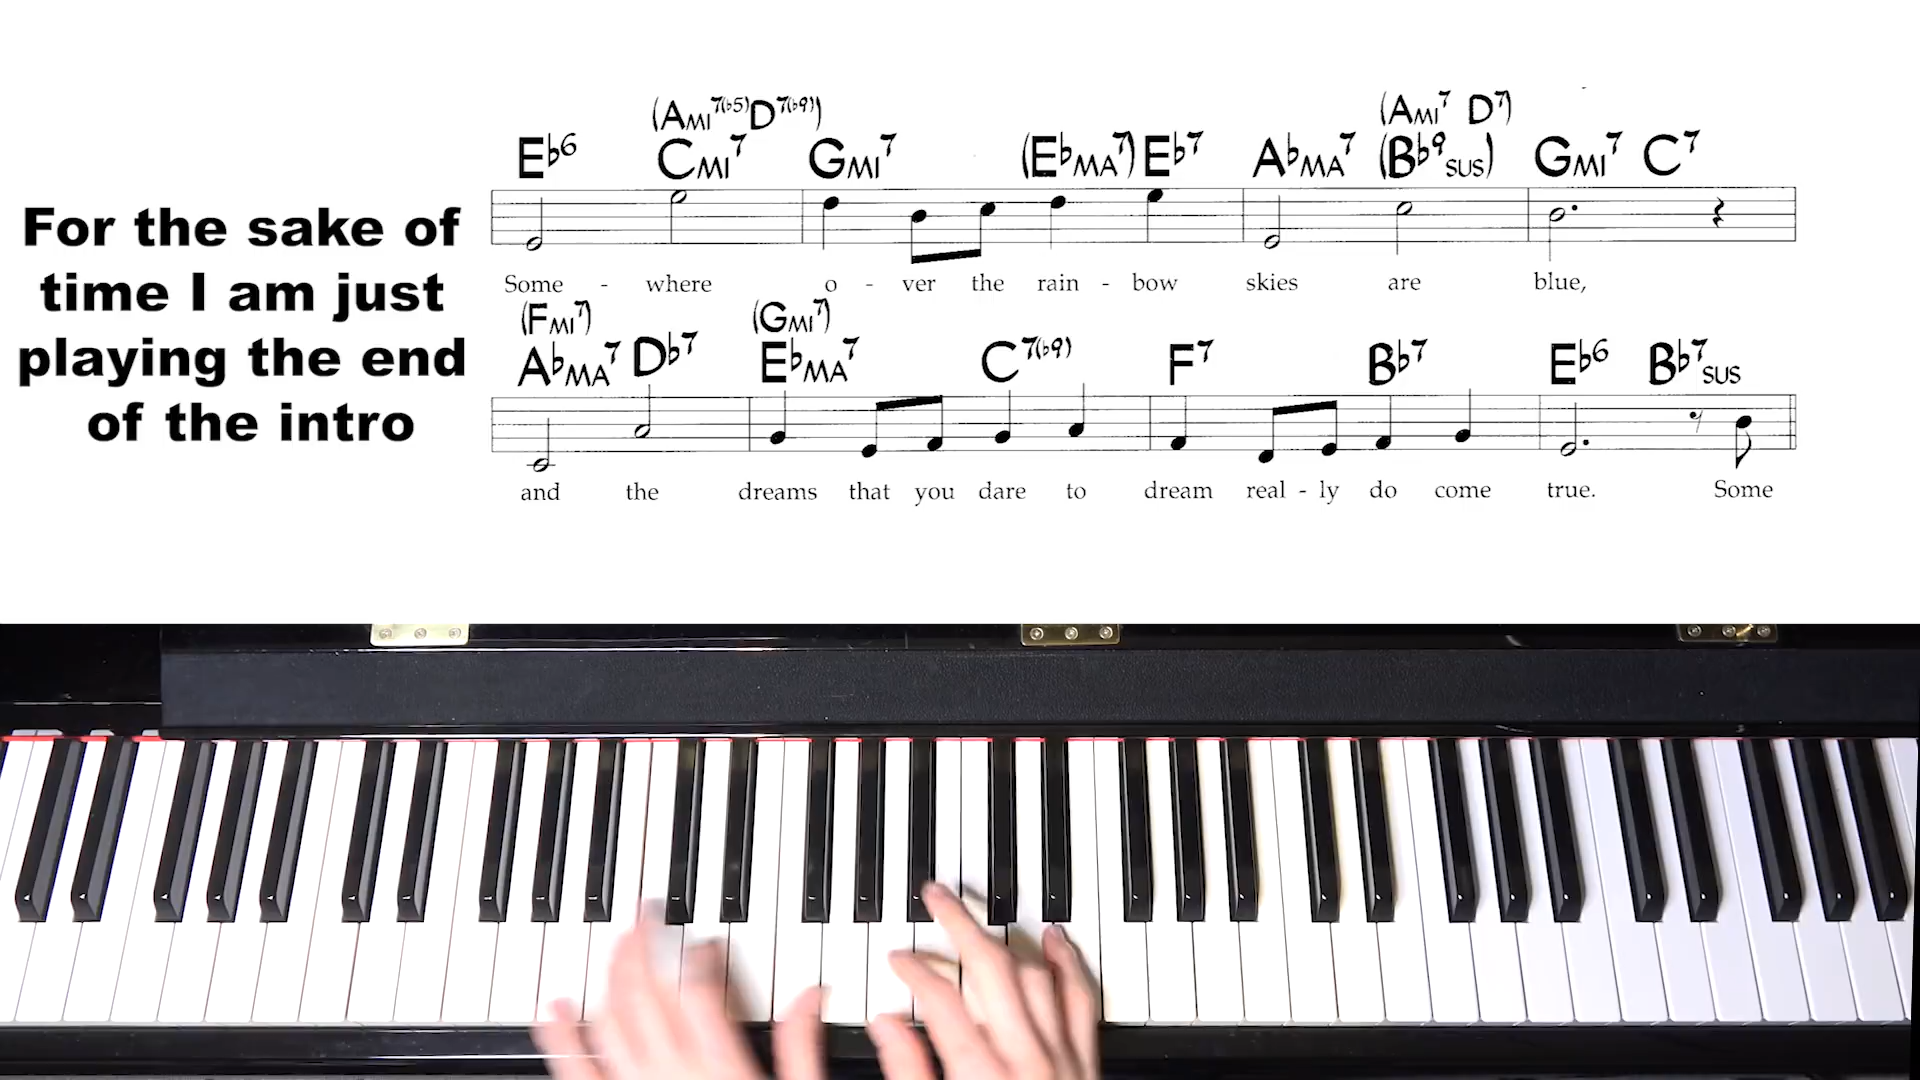 For the sake of
time I am just
playing the end
of the intro
(AMI7(♭5) D7(♭9)) (AMI7 D7)
E♭6 CMI7 GMI7 (E♭MA7) E♭7 A♭MA7 (B♭9SUS) GMI7 C7
Some - where o - ver the rain - bow skies are blue,
(FMI7) (GMI7)
A♭MA7 D♭7 E♭MA7 C7(♭9) F7 B♭7 E♭6 B♭7SUS
and the dreams that you dare to dream real - ly do come true. Some